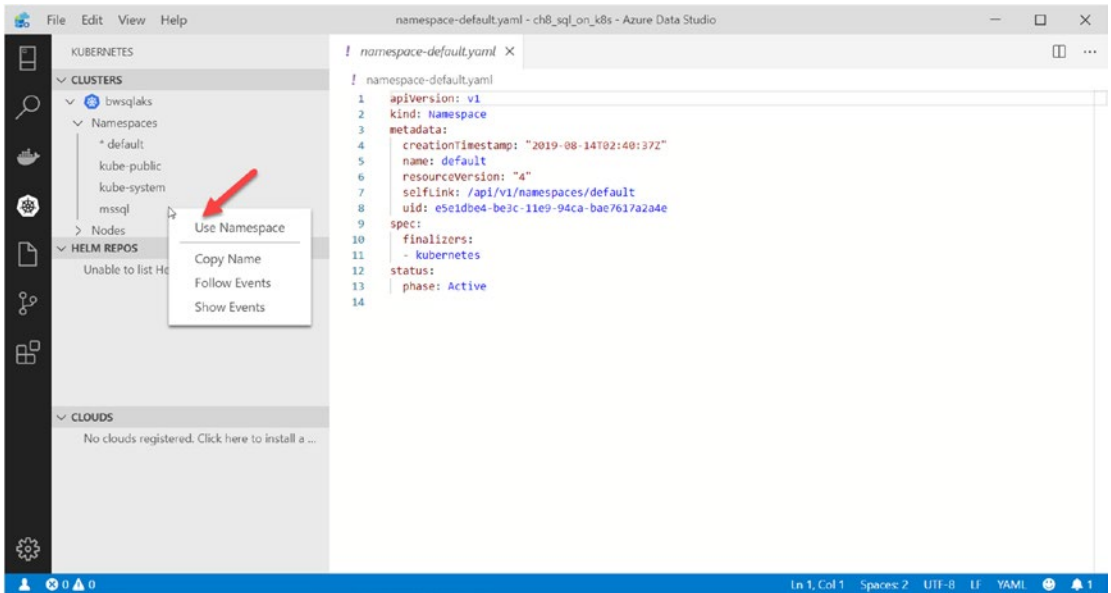 File Edit View Help
namespace-default.yaml - ch8_sql_on_k8s - Azure Data Studio
KUBERNETES
CLUSTERS
bwsqlaks
Namespaces
* default
kube-public
kube-system
mssql
Nodes
HELM REPOS
Unable to list He
Use Namespace
Copy Name
Follow Events
Show Events
CLOUDS
No clouds registered. Click here to install a ...
! namespace-default.yaml
! namespace-default.yaml
1 apiVersion: v1
2 kind: Namespace
3 metadata:
4 creationTimestamp: "2019-08-14T02:40:37Z"
5 name: default
6 resourceVersion: "4"
7 selfLink: /api/v1/namespaces/default
8 uid: e5e1dbe4-be3c-11e9-94ca-bae7617a2a4e
9 spec:
10 finalizers:
11 - kubernetes
12 status:
13 phase: Active
14
0 0
Ln 1, Col 1 Spaces: 2 UTF-8 LF YAML 1